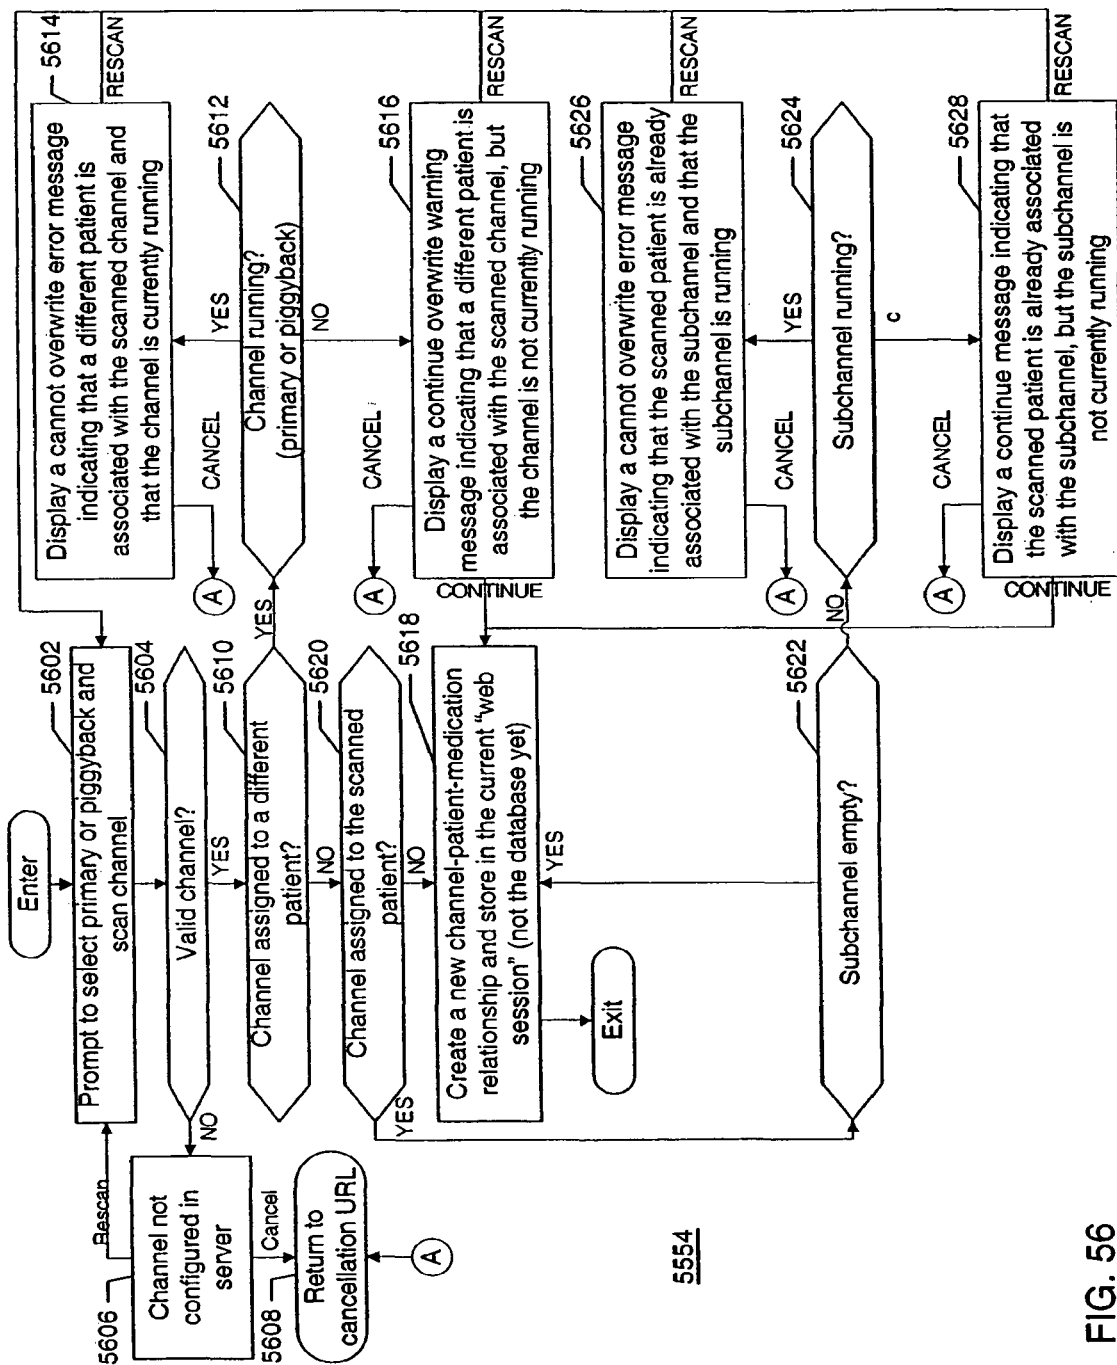 Enter
Prompt to select primary or piggyback and
scan channel
5602
Valid channel?
5604
YES
NO
Rescan
Channel not
configured in
server
5606
Cancel
Return to
cancellation URL
5608
A
Channel assigned to a different
patient?
5610
YES
NO
Channel assigned to the scanned
patient?
5620
NO
YES
Create a new channel-patient-medication
relationship and store in the current "web
session" (not the database yet)
5618
Exit
YES
Subchannel empty?
5622
NO
Display a cannot overwrite error message
indicating that a different patient is
associated with the scanned channel and
that the channel is currently running
5614
RESCAN
CANCEL
A
YES
Channel running?
(primary or piggyback)
5612
NO
CANCEL
A
Display a continue overwrite warning
message indicating that a different patient is
associated with the scanned channel, but
the channel is not currently running
5616
RESCAN
CONTINUE
Display a cannot overwrite error message
indicating that the scanned patient is already
associated with the subchannel and that the
subchannel is running
5626
RESCAN
CANCEL
A
YES
Subchannel running?
5624
c
CANCEL
A
Display a continue message indicating that
the scanned patient is already associated
with the subchannel, but the subchannel is
not currently running
5628
RESCAN
CONTINUE
5554
FIG. 56